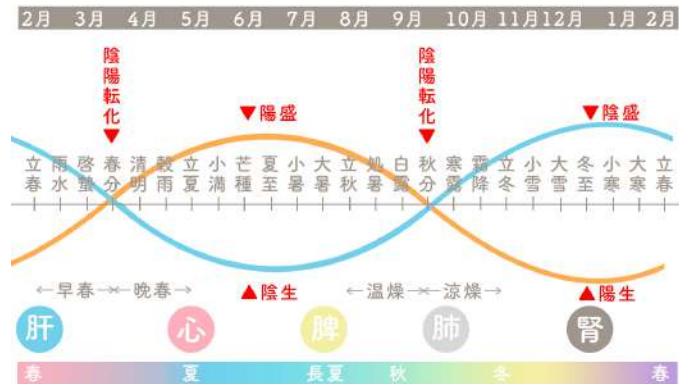 2月 3月 4月 5月 6月 7月 8月 9月 10月 11月 12月 1月 2月
陰陽転化
陰陽転化
▼陽盛
▼陰盛
立春 雨水 啓蟄 春分 清明 穀雨 立夏 小満 芒種 夏至 小暑 大暑 立秋 処暑 白露 秋分 寒露 霜降 立冬 小雪 大雪 冬至 小寒 大寒 立春
←早春→←晩春→
▲陰生
←温燥→←涼燥→
▲陽生
肝 心 脾 肺 腎
春 夏 長夏 秋 冬 春